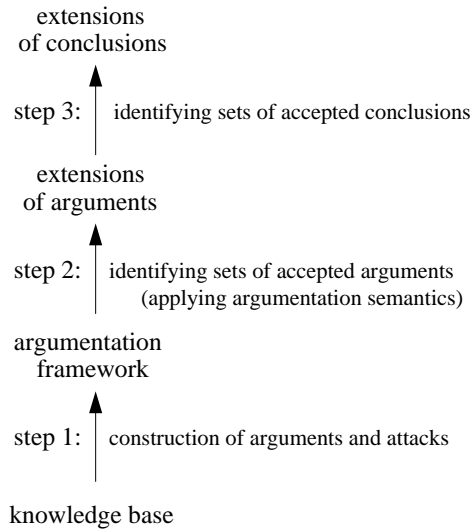 extensions
of conclusions
step 3: identifying sets of accepted conclusions
extensions
of arguments
step 2: identifying sets of accepted arguments
(applying argumentation semantics)
argumentation
framework
step 1: construction of arguments and attacks
knowledge base